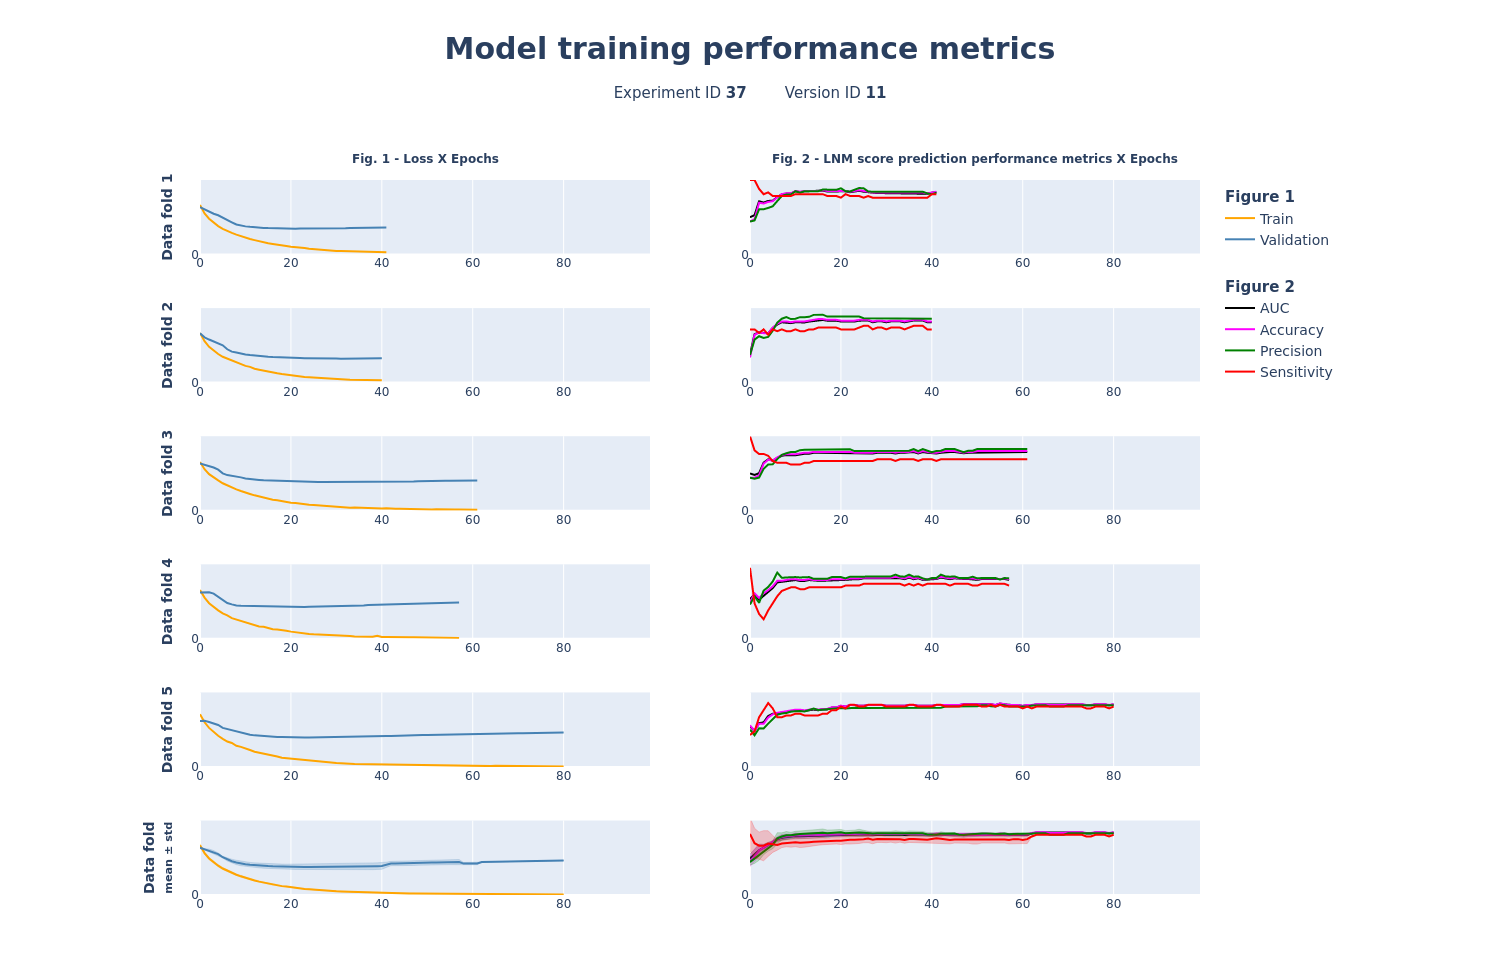 Model training performance metrics
Experiment ID 37 Version ID 11
Fig. 1 - Loss X Epochs
Fig. 2 - LNM score prediction performance metrics X Epochs
Data fold 1
0
0 20 40 60 80
0
0 20 40 60 80
Figure 1
Train
Validation
Figure 2
AUC
Accuracy
Precision
Sensitivity
Data fold 2
0
0 20 40 60 80
0
0 20 40 60 80
Data fold 3
0
0 20 40 60 80
0
0 20 40 60 80
Data fold 4
0
0 20 40 60 80
0
0 20 40 60 80
Data fold 5
0
0 20 40 60 80
0
0 20 40 60 80
Data fold
mean ± std
0
0 20 40 60 80
0
0 20 40 60 80